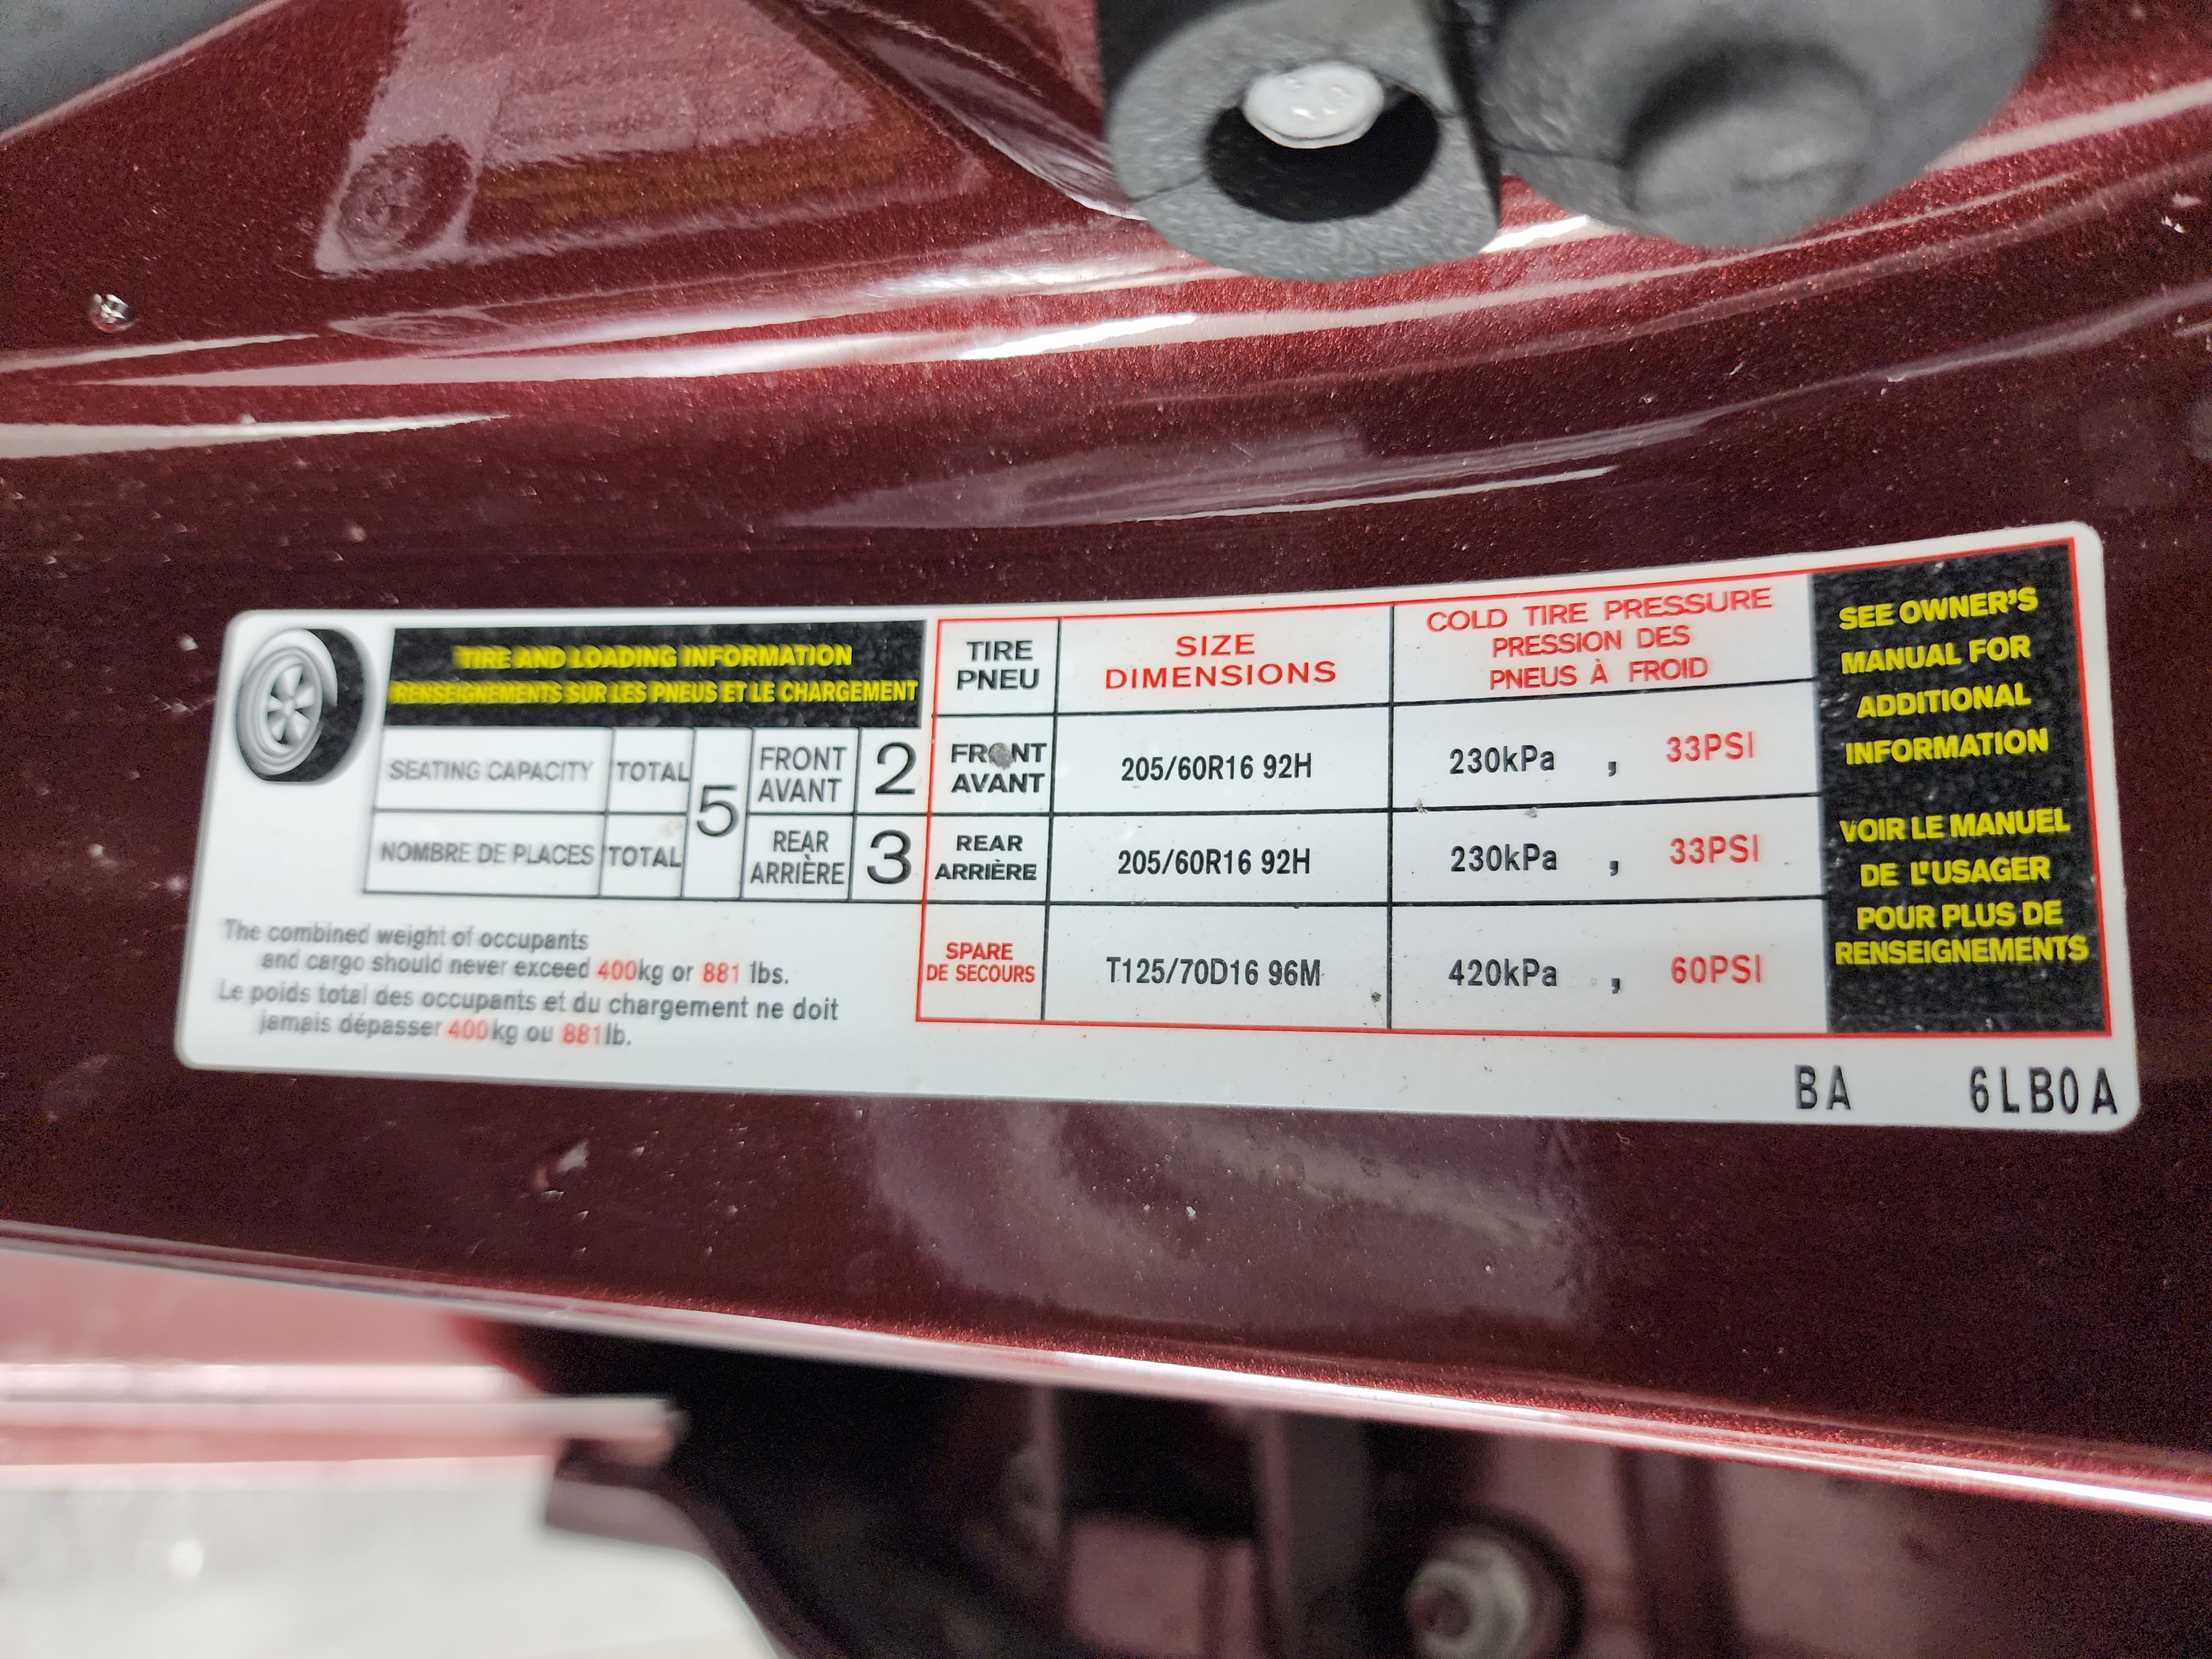 TIRE AND LOADING INFORMATION
RENSEIGNEMENTS SUR LES PNEUS ET LE CHARGEMENT
SEATING CAPACITY TOTAL 5 FRONT AVANT 2
NOMBRE DE PLACES TOTAL REAR ARRIÈRE 3
The combined weight of occupants
and cargo should never exceed 400kg or 881 lbs.
Le poids total des occupants et du chargement ne doit
jamais dépasser 400kg ou 881lb.
TIRE PNEU SIZE DIMENSIONS COLD TIRE PRESSURE PRESSION DES PNEUS À FROID
FRONT AVANT 205/60R16 92H 230kPa , 33PSI
REAR ARRIÈRE 205/60R16 92H 230kPa , 33PSI
SPARE DE SECOURS T125/70D16 96M 420kPa , 60PSI
SEE OWNER'S
MANUAL FOR
ADDITIONAL
INFORMATION
VOIR LE MANUEL
DE L'USAGER
POUR PLUS DE
RENSEIGNEMENTS
BA 6LB0A